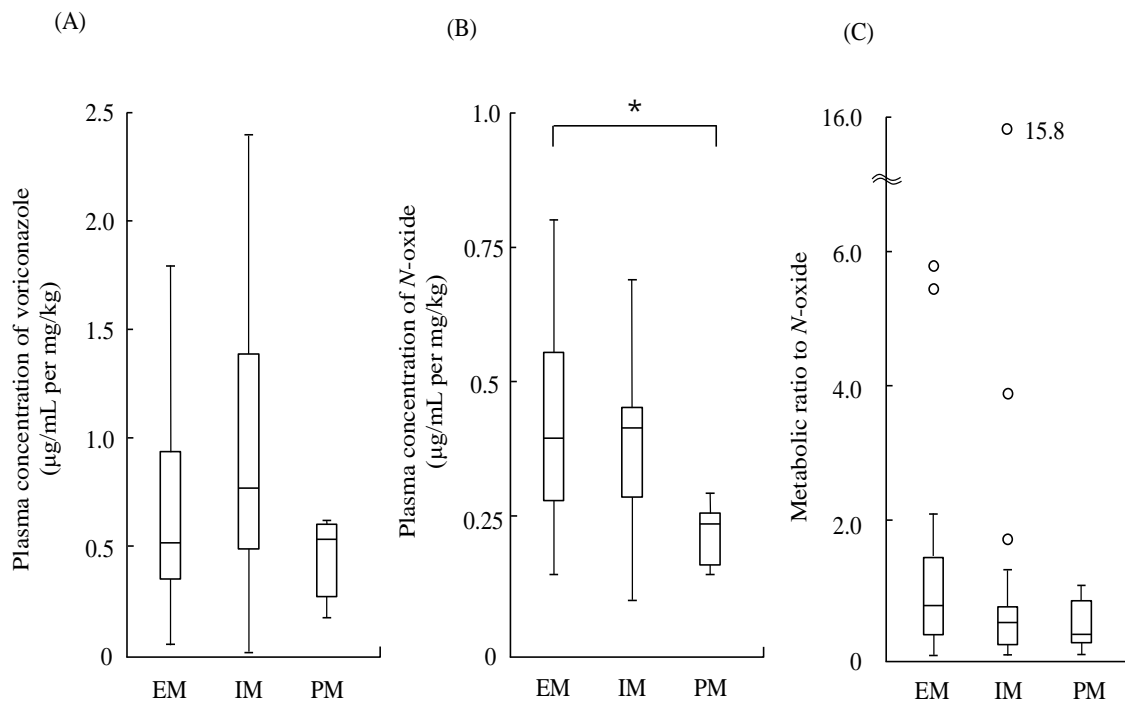 (A)
Plasma concentration of voriconazole
(μg/mL per mg/kg)
2.5
2.0
1.5
1.0
0.5
0
EM IM PM
(B)
Plasma concentration of N-oxide
(μg/mL per mg/kg)
1.0
0.75
0.5
0.25
0
*
EM IM PM
(C)
Metabolic ratio to N-oxide
16.0
6.0
4.0
2.0
0
15.8
EM IM PM